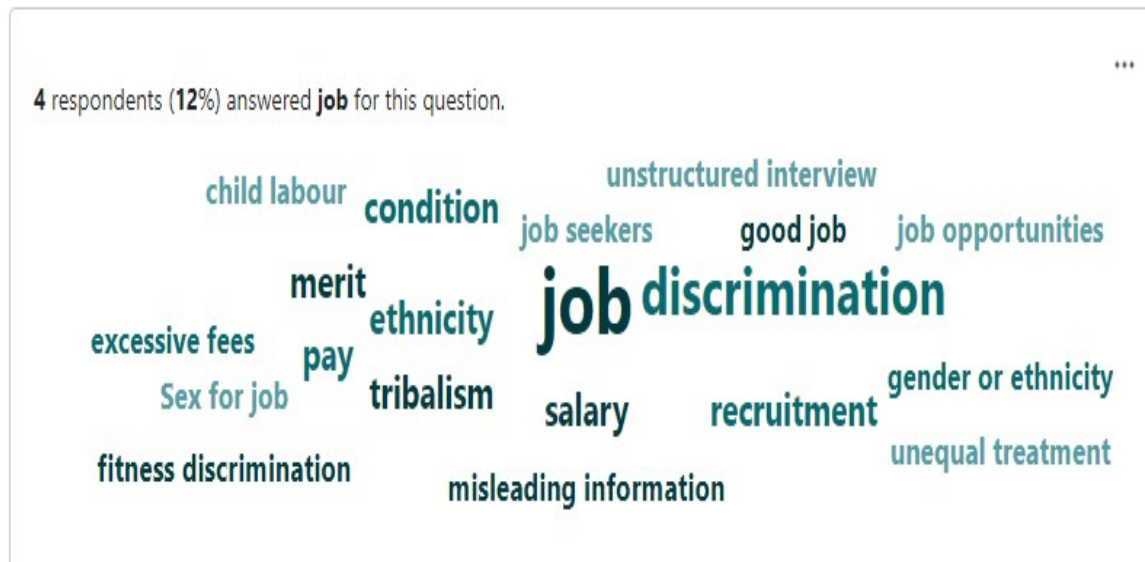 ...
4 respondents (12%) answered job for this question.
unstructured interview
child labour
condition
job seekers
good job
job opportunities
merit
job
discrimination
ethnicity
excessive fees
pay
gender or ethnicity
Sex for job
tribalism
salary
recruitment
unequal treatment
fitness discrimination
misleading information